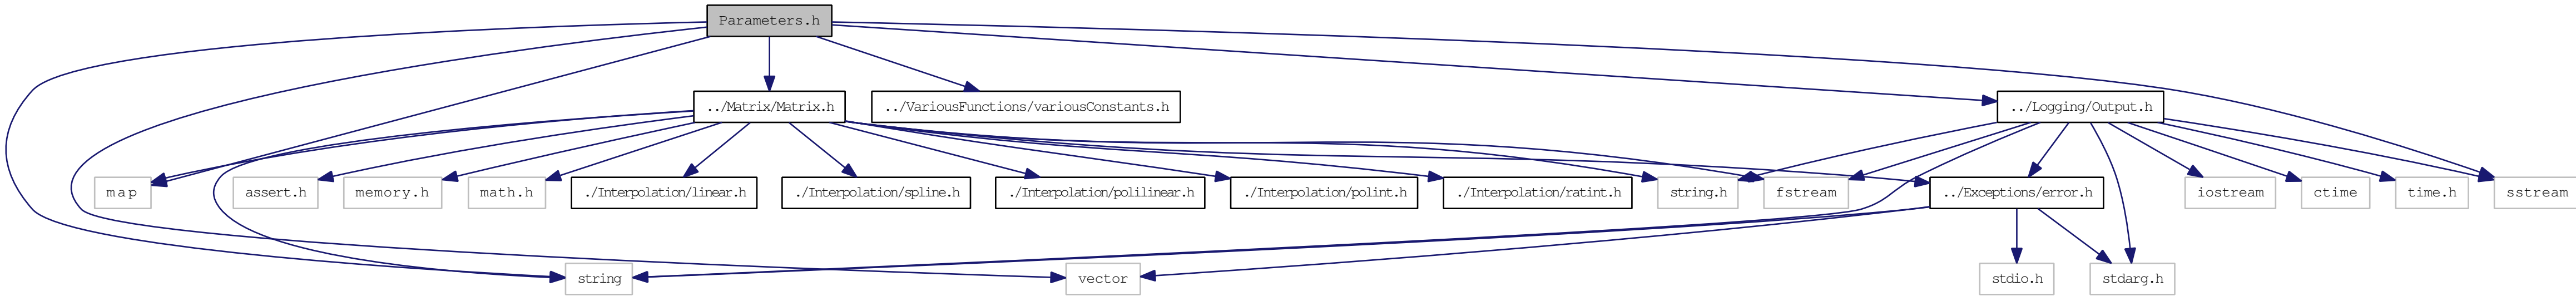 Parameters.h
../Matrix/Matrix.h
../VariousFunctions/variousConstants.h
../Logging/Output.h
map
assert.h
memory.h
math.h
./Interpolation/linear.h
./Interpolation/spline.h
./Interpolation/polilinear.h
./Interpolation/polint.h
./Interpolation/ratint.h
string.h
fstream
../Exceptions/error.h
iostream
ctime
time.h
sstream
string
vector
stdio.h
stdarg.h